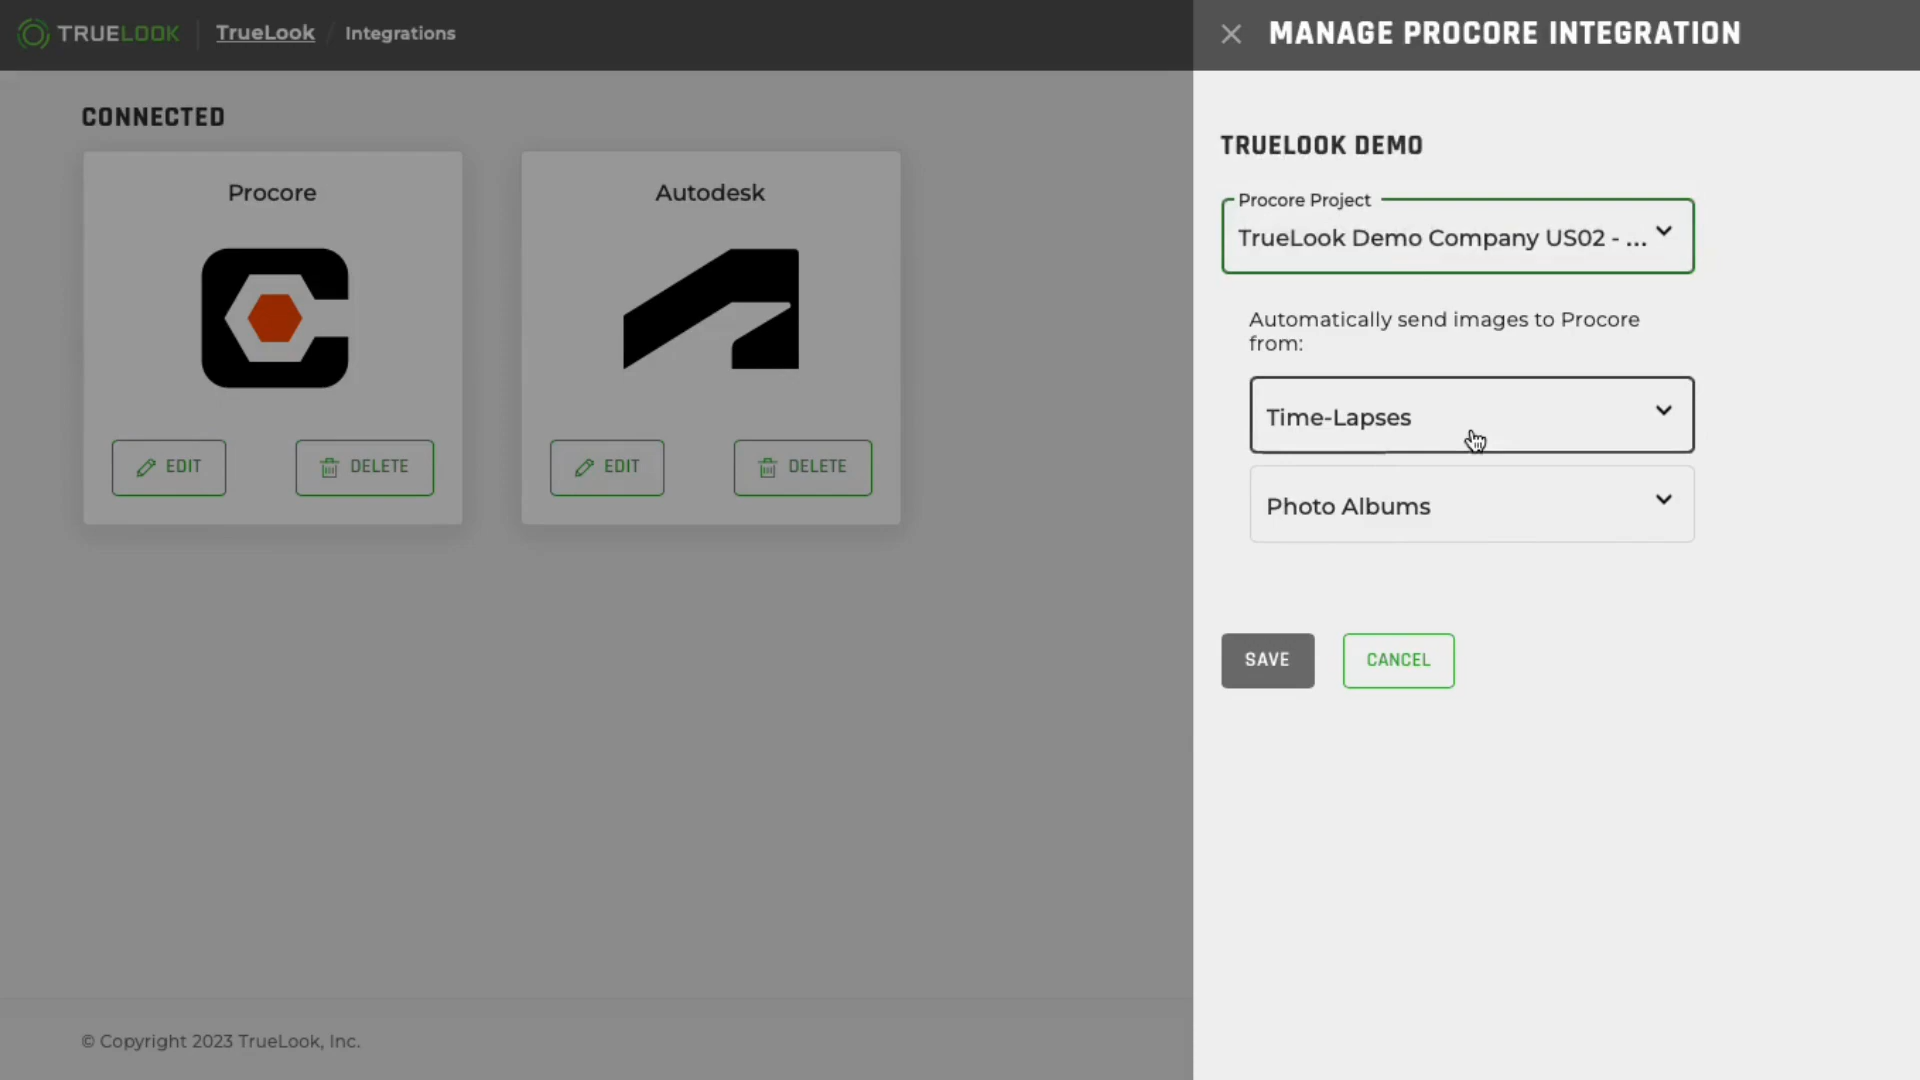 TRUELOOK
TrueLook / Integrations
MANAGE PROCORE INTEGRATION
CONNECTED
Procore
EDIT
DELETE
Autodesk
EDIT
DELETE
TRUELOOK DEMO
Procore Project
TrueLook Demo Company US02 - ...
Automatically send images to Procore
from:
Time-Lapses
Photo Albums
SAVE
CANCEL
© Copyright 2023 TrueLook, Inc.